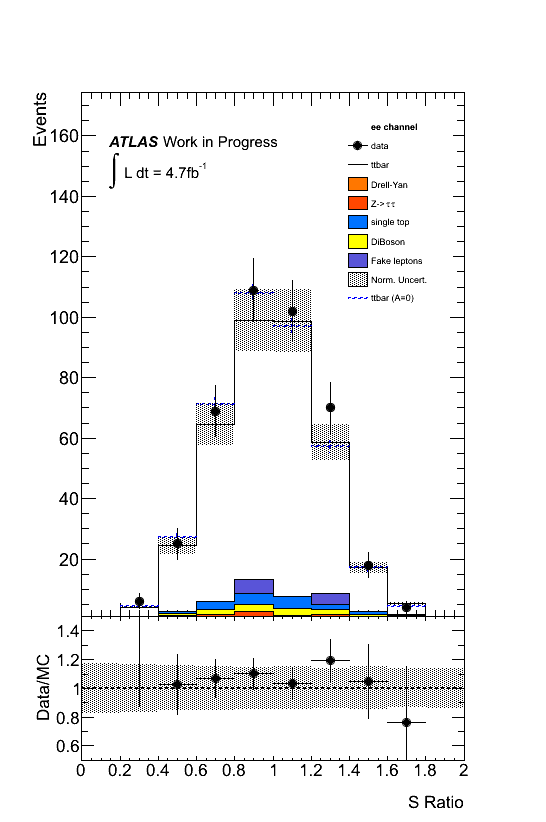 Events
160
140
120
100
80
60
40
20
ATLAS Work in Progress
∫ L dt = 4.7fb⁻¹
ee channel
data
ttbar
Drell-Yan
Z->ττ
single top
DiBoson
Fake leptons
Norm. Uncert.
ttbar (A=0)
Data/MC
1.4
1.2
1
0.8
0.6
0 0.2 0.4 0.6 0.8 1 1.2 1.4 1.6 1.8 2
S Ratio